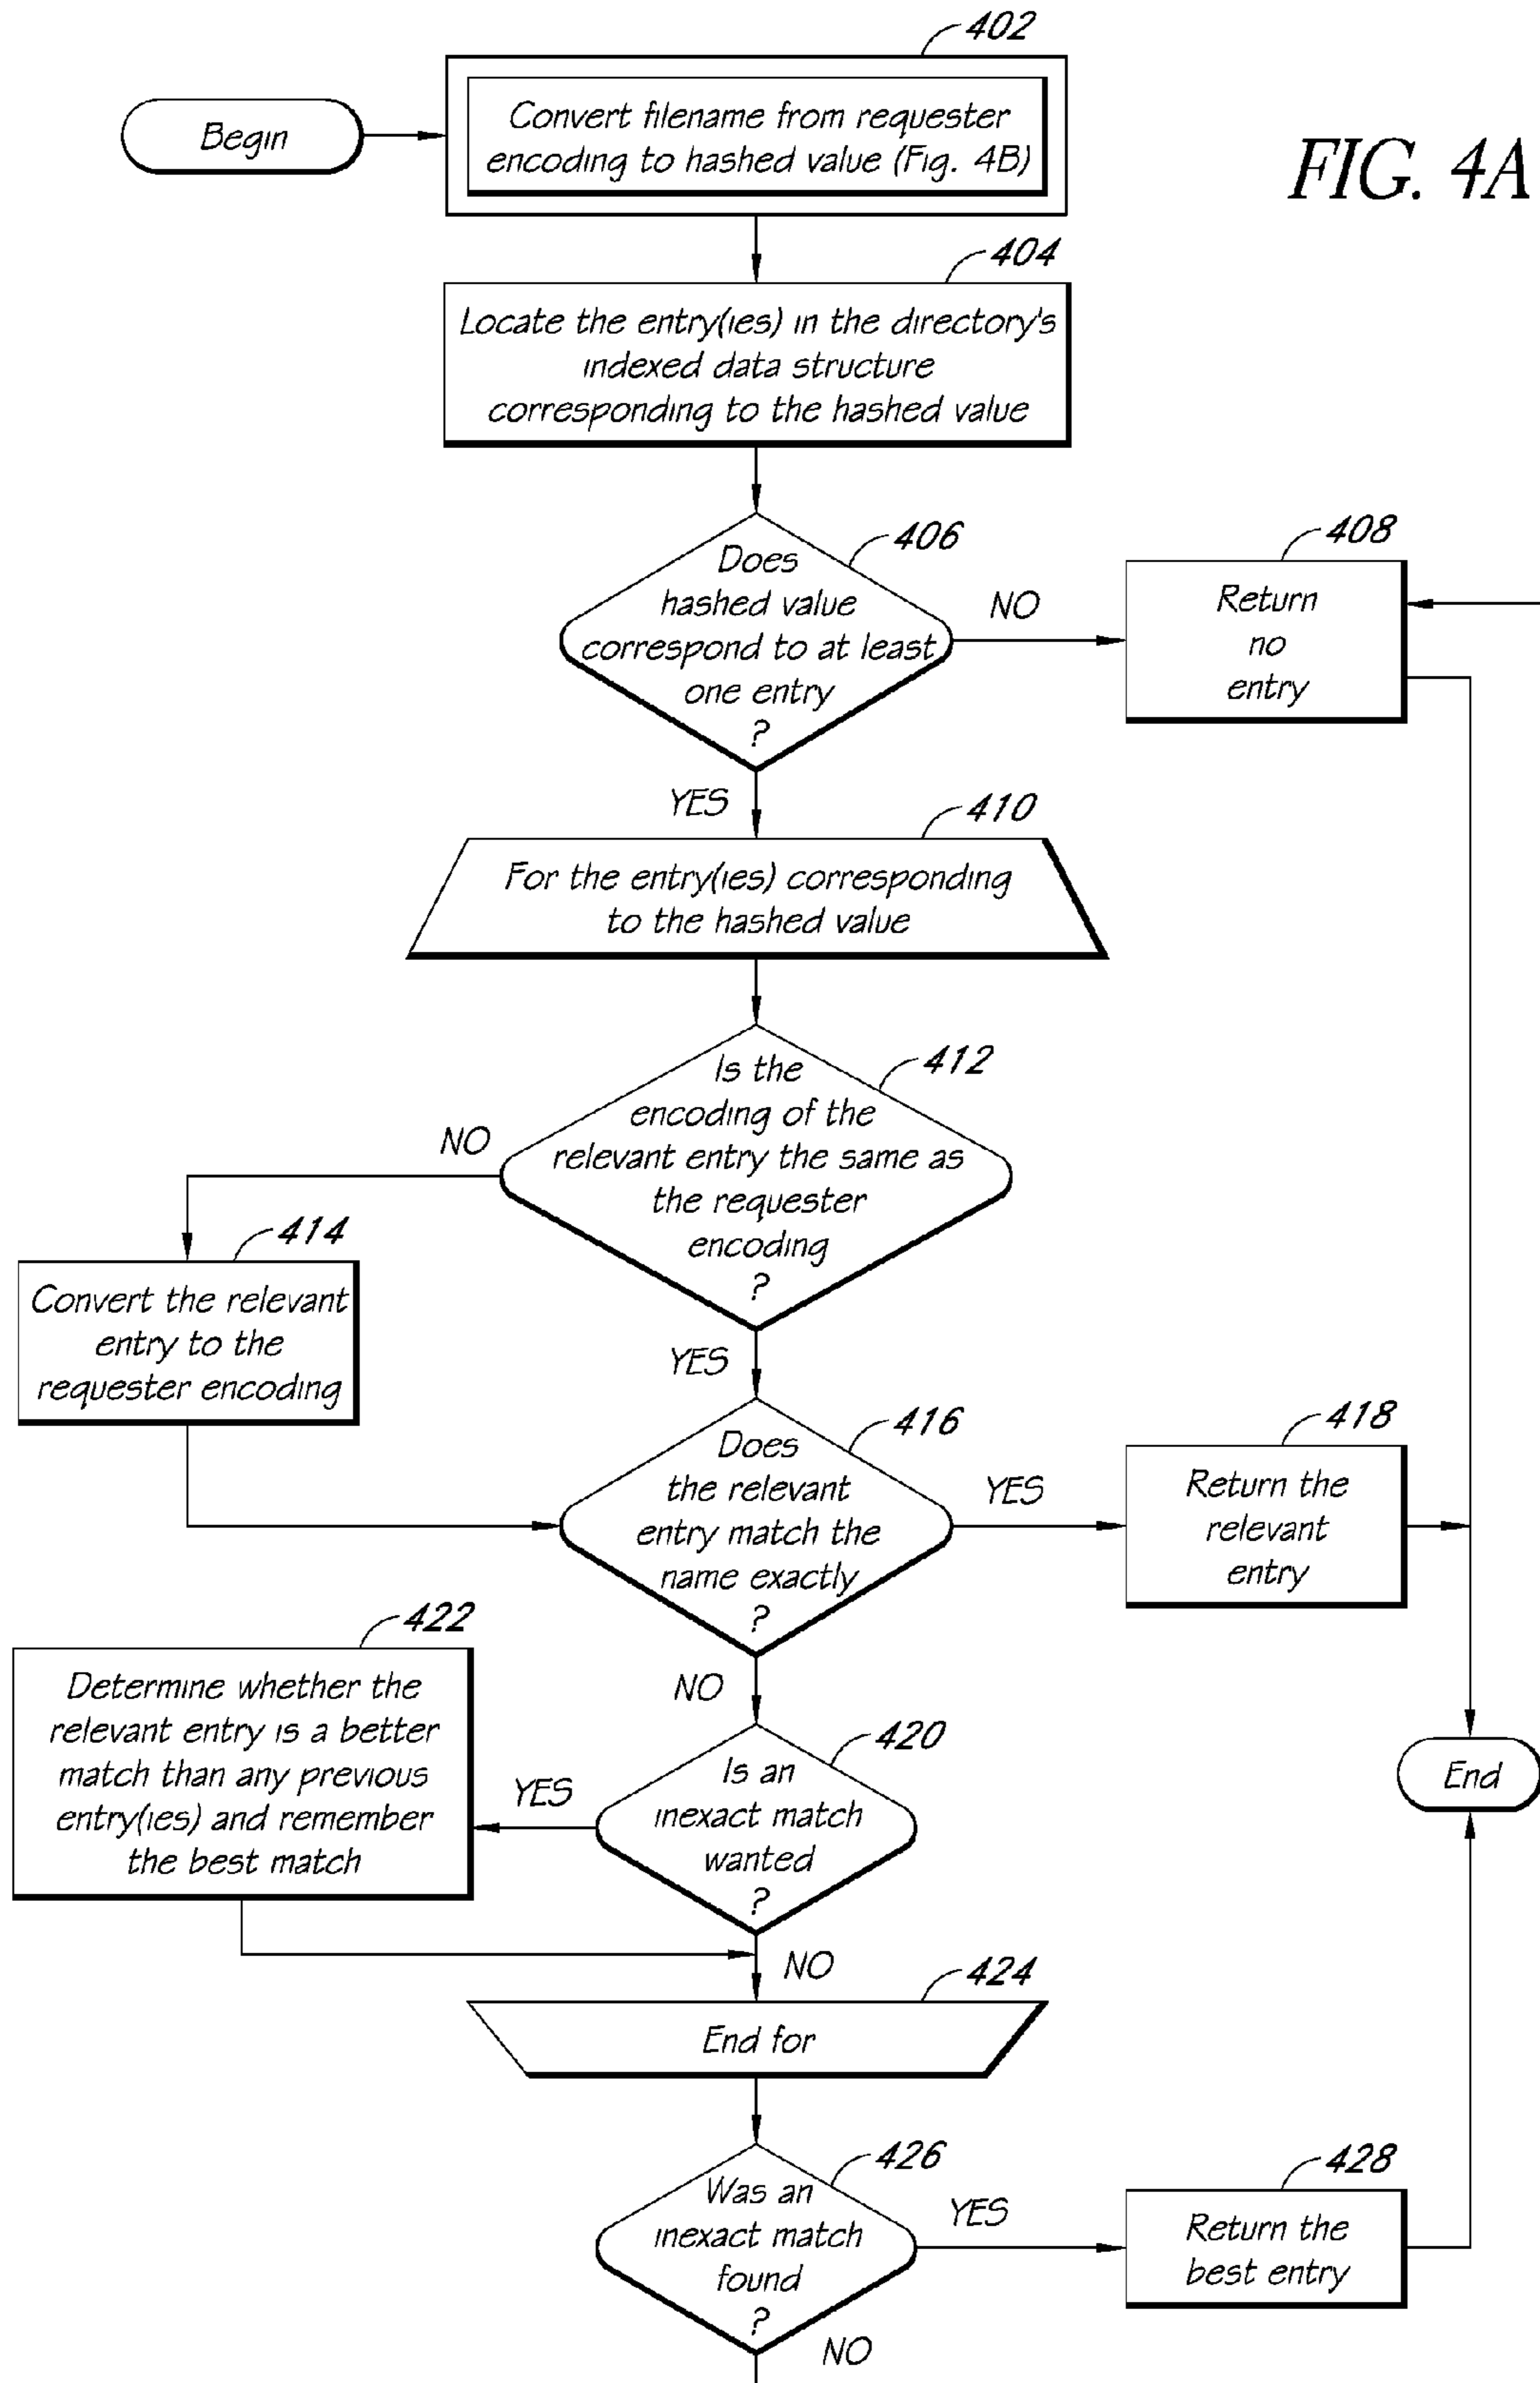 402
Begin
Convert filename from requester
encoding to hashed value (Fig. 4B)
FIG. 4A
404
Locate the entry(ies) in the directory's
indexed data structure
corresponding to the hashed value
406
Does
hashed value
correspond to at least
one entry
?
NO
408
Return
no
entry
YES
410
For the entry(ies) corresponding
to the hashed value
412
Is the
encoding of the
relevant entry the same as
the requester
encoding
?
NO
414
Convert the relevant
entry to the
requester encoding
YES
416
Does
the relevant
entry match the
name exactly
?
YES
418
Return the
relevant
entry
NO
420
Is an
inexact match
wanted
?
YES
422
Determine whether the
relevant entry is a better
match than any previous
entry(ies) and remember
the best match
End
NO
424
End for
426
Was an
inexact match
found
?
YES
428
Return the
best entry
NO